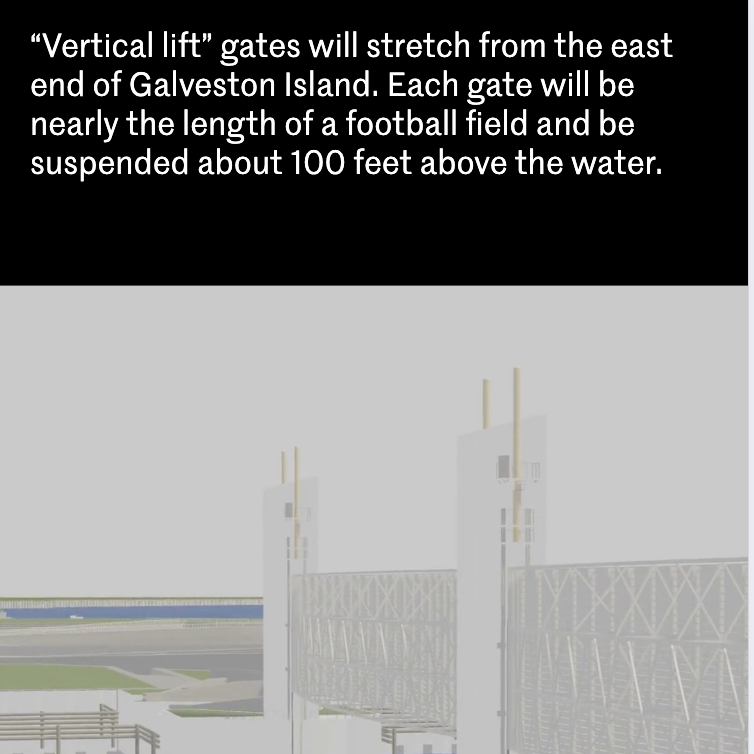 “Vertical lift” gates will stretch from the east
end of Galveston Island. Each gate will be
nearly the length of a football field and be
suspended about 100 feet above the water.